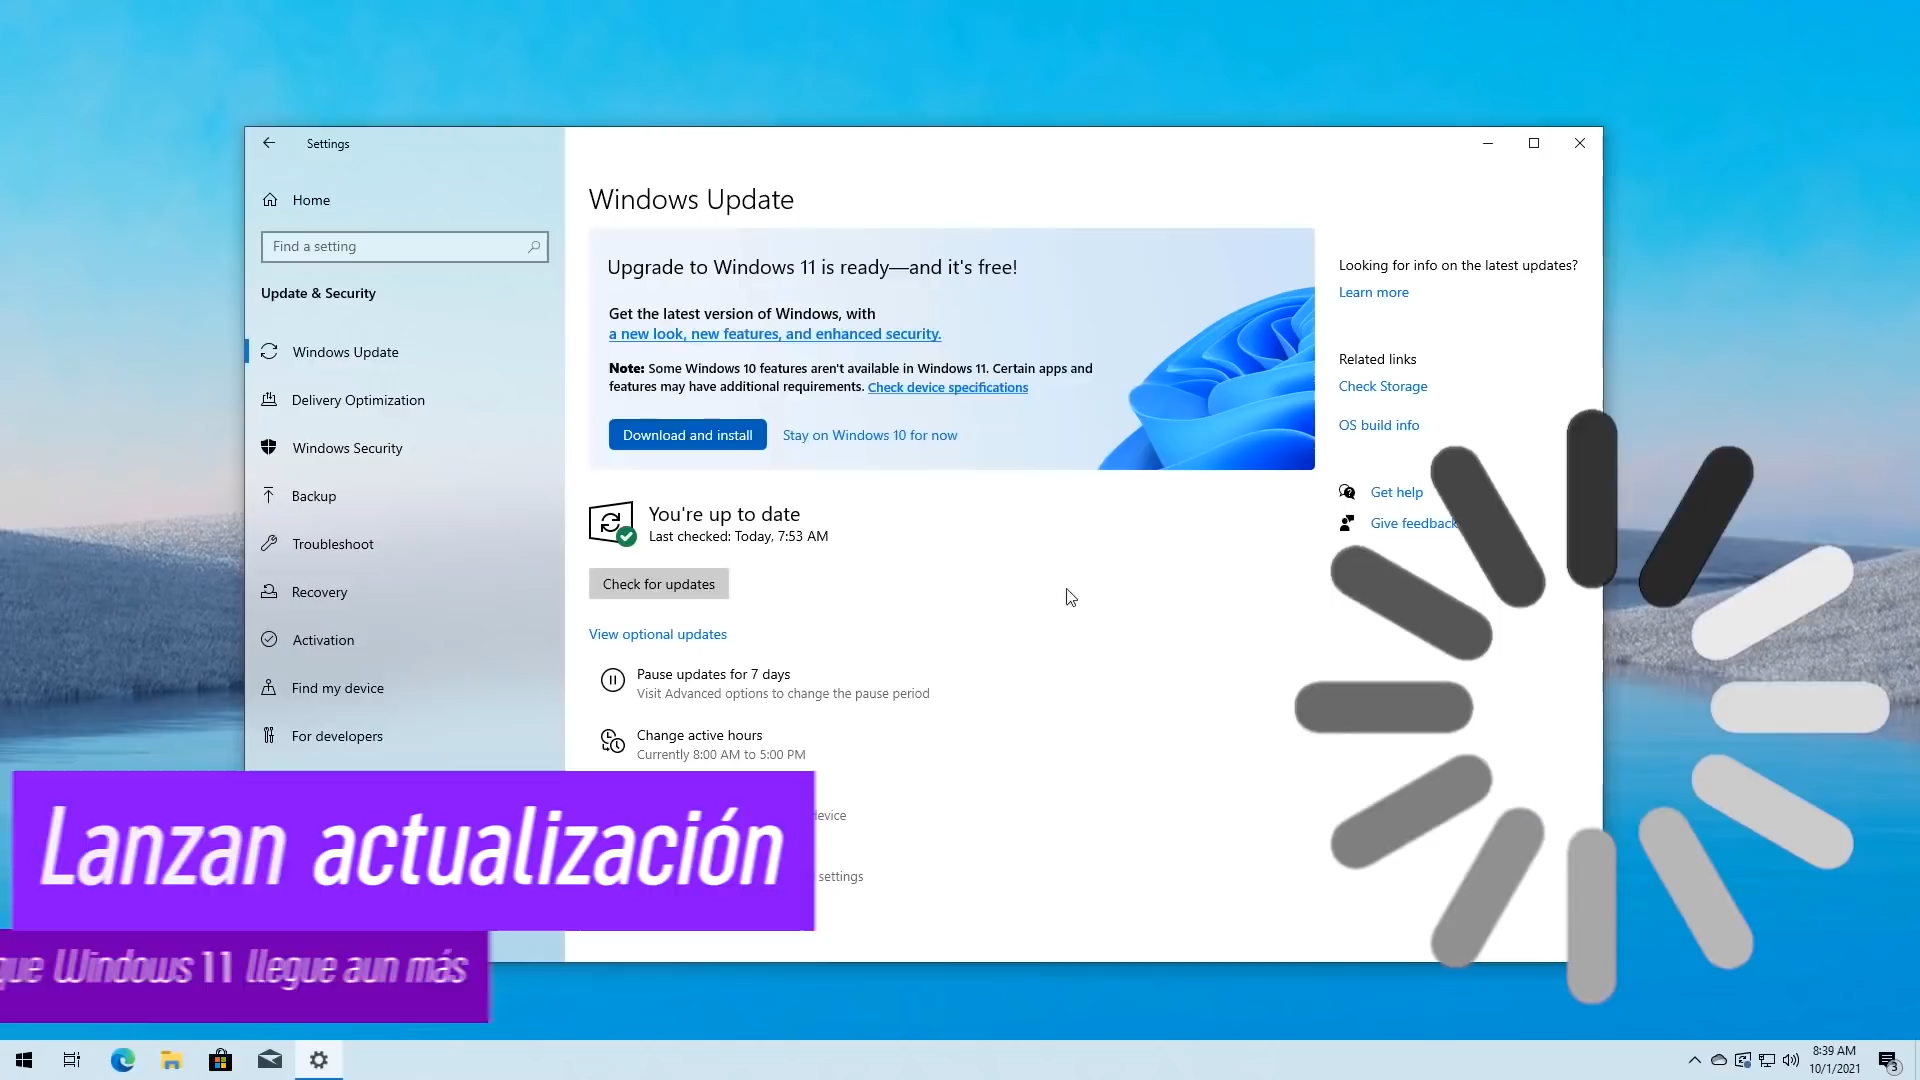 Settings
Home
Find a setting
Update & Security
Windows Update
Delivery Optimization
Windows Security
Backup
Troubleshoot
Recovery
Activation
Find my device
For developers
Windows Update
Upgrade to Windows 11 is ready—and it's free!
Get the latest version of Windows, with
a new look, new features, and enhanced security.
Note: Some Windows 10 features aren't available in Windows 11. Certain apps and
features may have additional requirements. Check device specifications
Download and install
Stay on Windows 10 for now
You're up to date
Last checked: Today, 7:53 AM
Check for updates
View optional updates
Pause updates for 7 days
Visit Advanced options to change the pause period
Change active hours
Currently 8:00 AM to 5:00 PM
settings
Looking for info on the latest updates?
Learn more
Related links
Check Storage
OS build info
Get help
Give feedback
Lanzan actualización
que Windows 11 llegue aun más
8:39 AM
10/1/2021
3